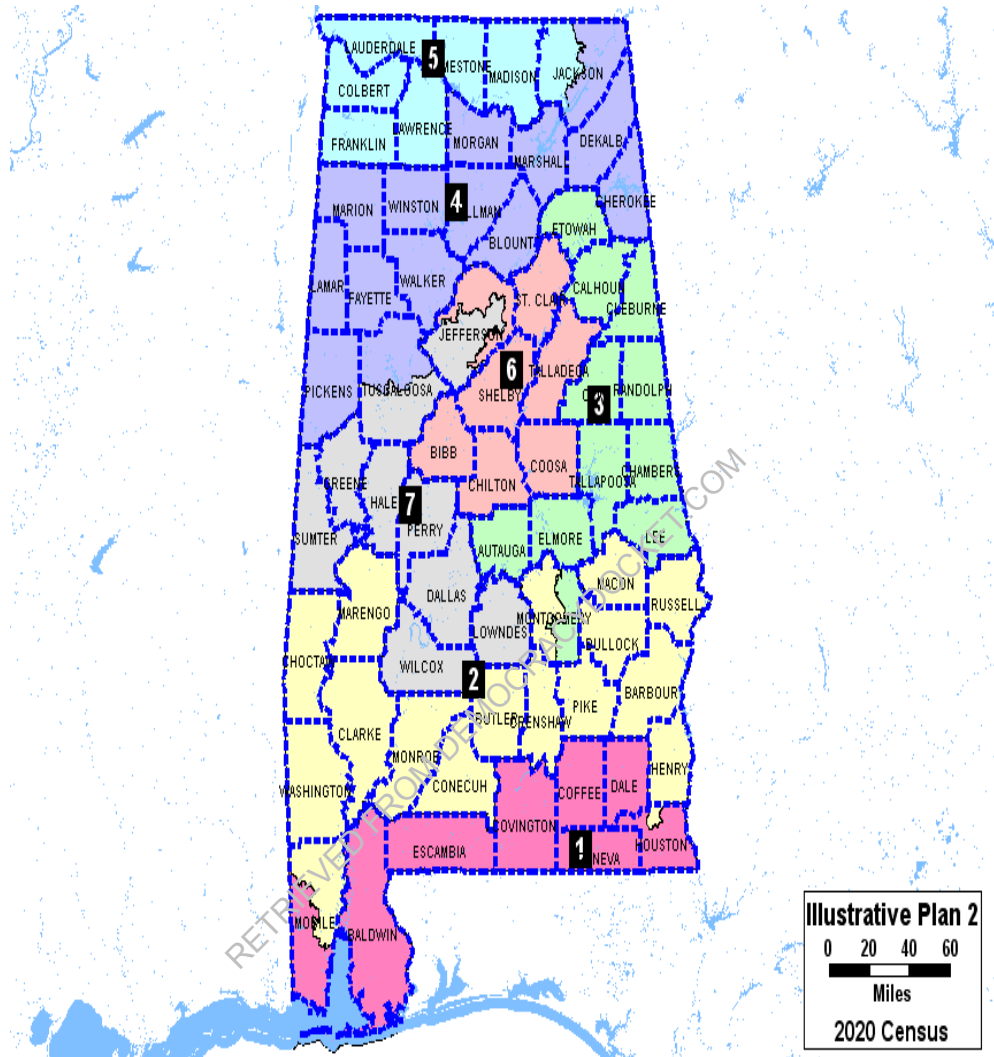 LAUDERDALE
5
MESTONE
MADISON
JACKSON
COLBERT
LAWRENCE
FRANKLIN
MORGAN
MARSHALL
DEKALB
MARION
WINSTON
4
LLMAN
CHEROKEE
BLOUNT
ETOWAH
LAMAR
FAYETTE
WALKER
ST. CLAIR
CALHOUN
CLEBURNE
JEFFERSON
PICKENS
TUSCALOOSA
6
SHELBY
TALLADEGA
3
RANDOLPH
BIBB
CHILTON
COOSA
TALLAPOOSA
CHAMBERS
GREENE
HALE
7
PERRY
SUMTER
AUTAUGA
ELMORE
LEE
MARENGO
DALLAS
LOWNDES
MONTGOMERY
MACON
RUSSELL
BULLOCK
CHOCTAW
WILCOX
2
BUTLER
CRENSHAW
PIKE
BARBOUR
CLARKE
MONROE
HENRY
WASHINGTON
CONECUH
COFFEE
DALE
COVINGTON
ESCAMBIA
1
NEVA
HOUSTON
MOBILE
BALDWIN
RETRIEVED FROM DEMOCRACYDOCKET.COM
Illustrative Plan 2
0 20 40 60
Miles
2020 Census